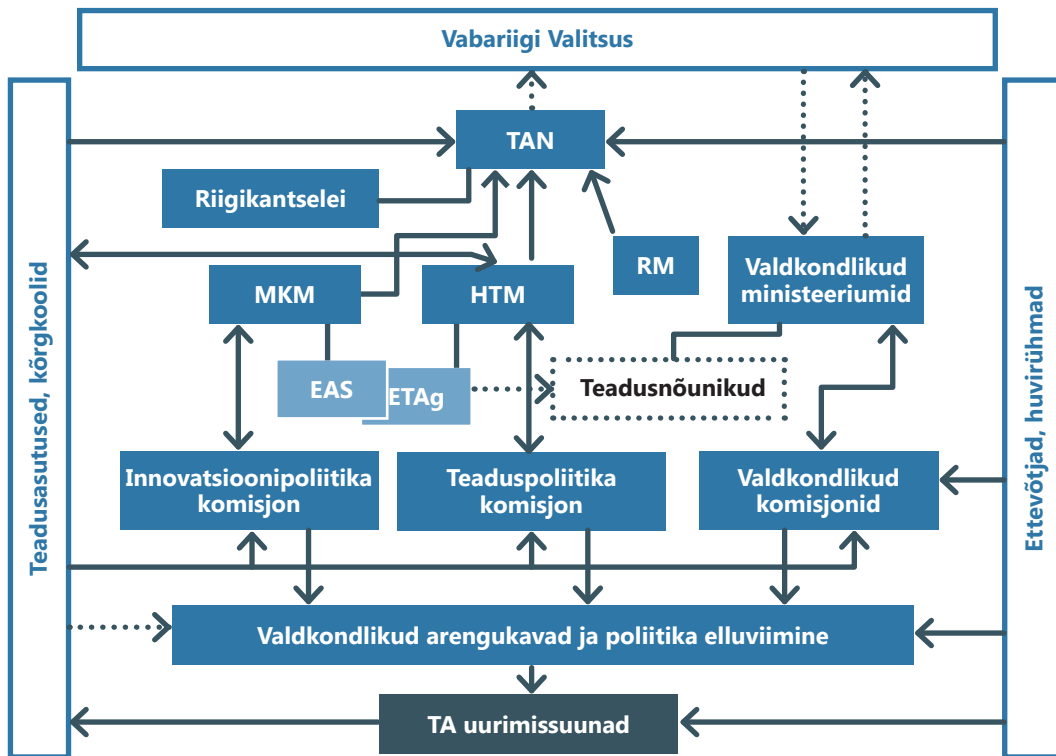 Vabariigi Valitsus
Teadusasutused, kõrgkoolid
Ettevõtjad, huvirühmad
TAN
Riigikantselei
MKM
HTM
RM
Valdkondlikud
ministeeriumid
EAS
ETAg
Teadusnõunikud
Innovatsioonipoliitika
komisjon
Teaduspoliitika
komisjon
Valdkondlikud
komisjonid
Valdkondlikud arengukavad ja poliitika elluviimine
TA uurimissuunad